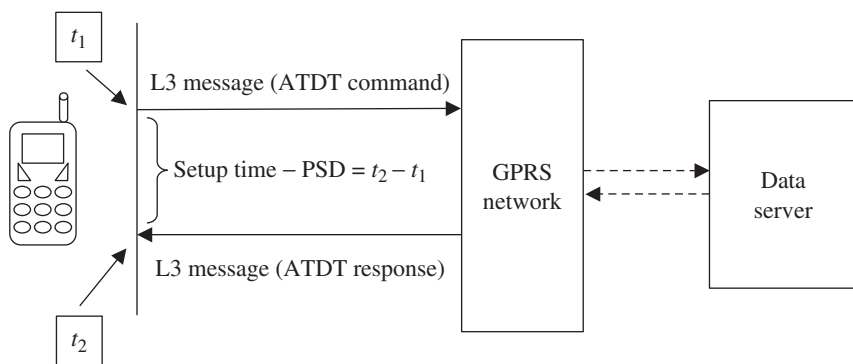 t1
L3 message (ATDT command)
Setup time – PSD = t2 – t1
GPRS
network
Data
server
L3 message (ATDT response)
t2